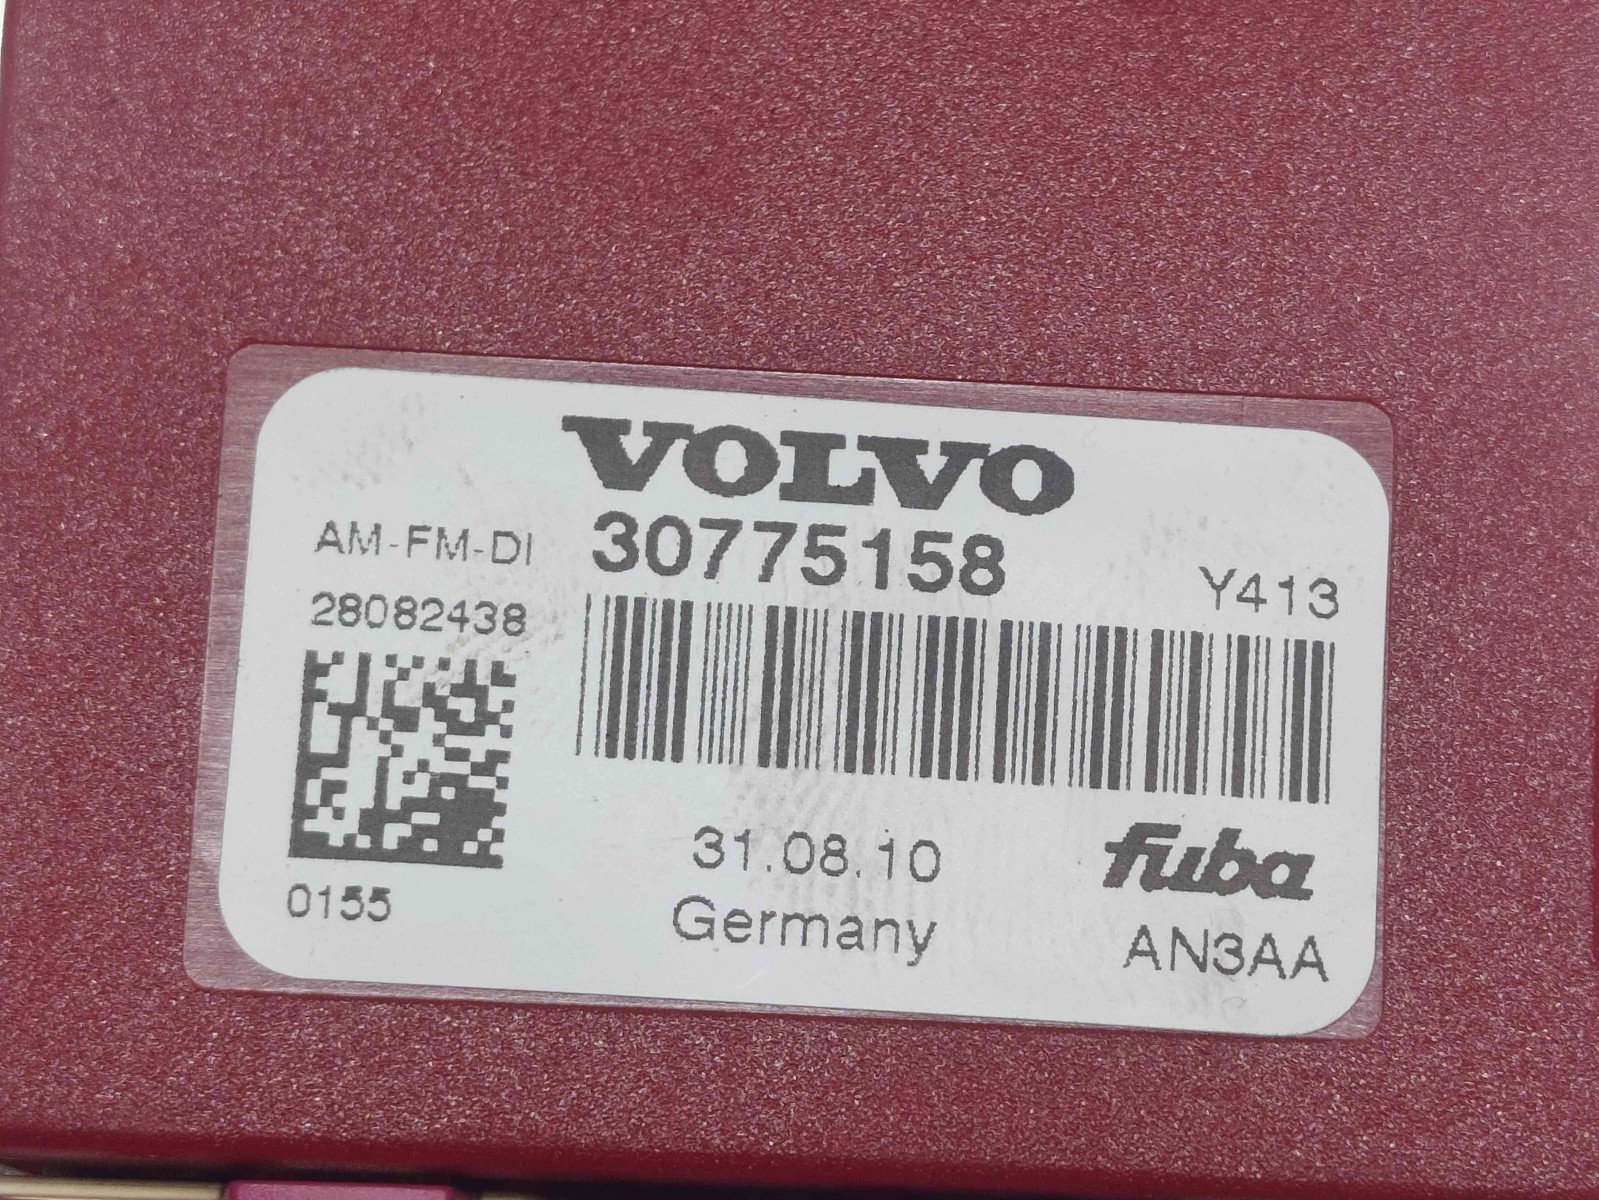 VOLVO
AM-FM-DI 30775158 Y413
28082438
31.08.10 fuba
0155 Germany AN3AA